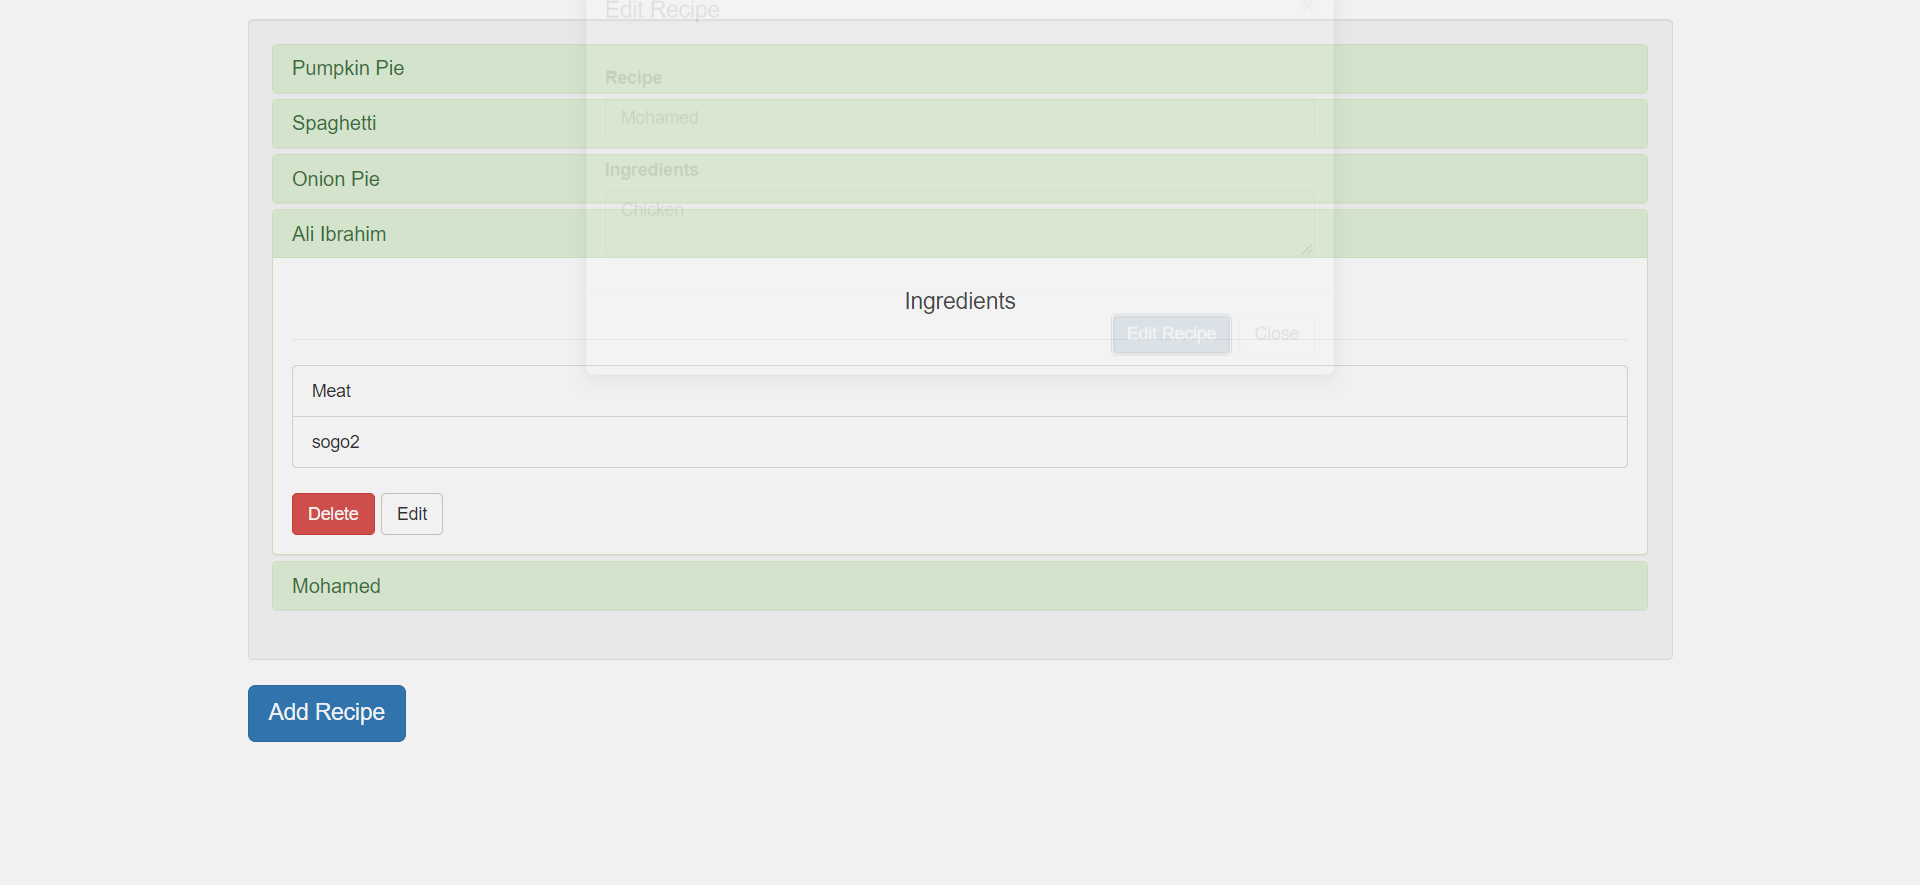 Edit Recipe ×
Pumpkin Pie
Recipe
Mohamed
Spaghetti
Ingredients
Onion Pie
Chicken
Ali Ibrahim
Ingredients
Edit Recipe Close
Meat
sogo2
Delete Edit
Mohamed
Add Recipe